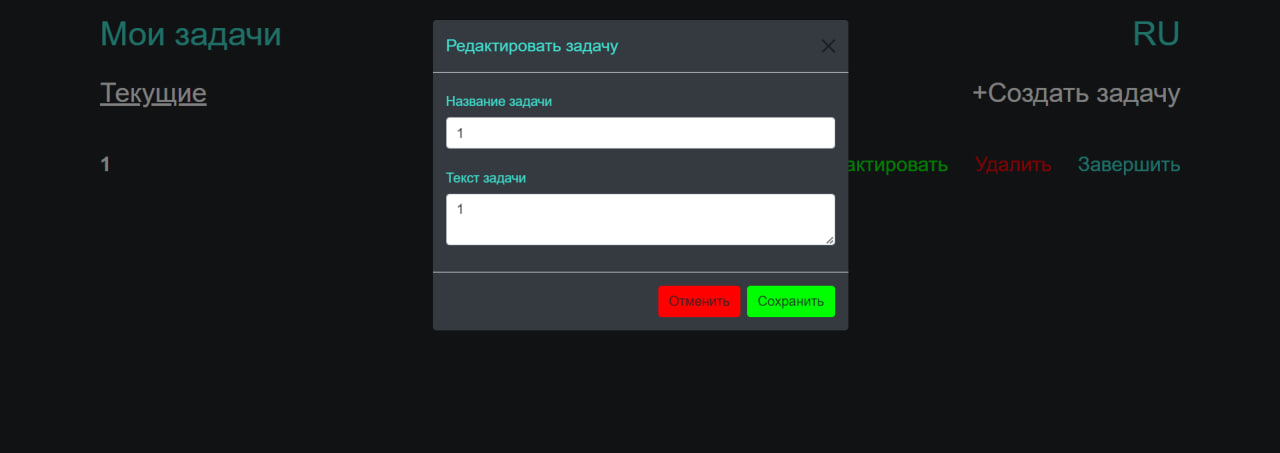 Мои задачи
RU
Текущие
+Создать задачу
1
актировать Удалить Завершить
Редактировать задачу
Название задачи
1
Текст задачи
1
Отменить Сохранить